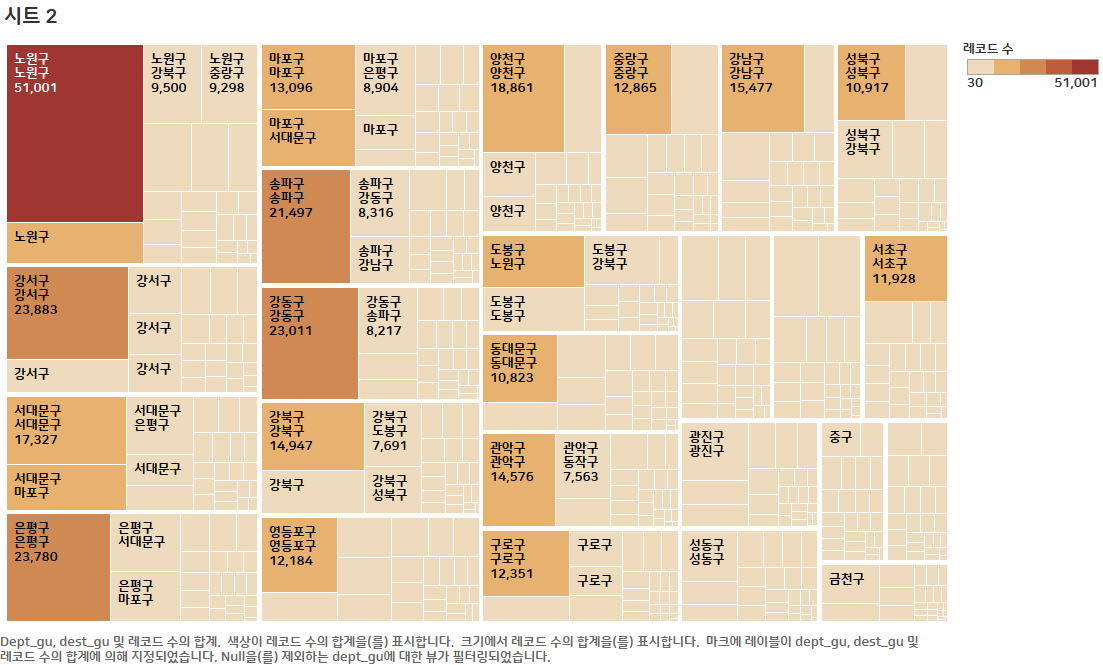 시트 2
노원구
노원구
51,001
노원구
강북구
9,500
노원구
중랑구
9,298
노원구
강서구
강서구
23,883
강서구
강서구
강서구
강서구
서대문구
서대문구
17,327
서대문구
은평구
서대문구
서대문구
마포구
은평구
은평구
23,780
은평구
서대문구
은평구
마포구
마포구
마포구
13,096
마포구
은평구
8,904
마포구
서대문구
마포구
송파구
송파구
21,497
송파구
강동구
8,316
송파구
강남구
강동구
강동구
23,011
강동구
송파구
8,217
강북구
강북구
14,947
강북구
도봉구
7,691
강북구
강북구
성북구
영등포구
영등포구
12,184
양천구
양천구
18,861
양천구
양천구
중랑구
중랑구
12,865
강남구
강남구
15,477
성북구
성북구
10,917
성북구
강북구
도봉구
노원구
도봉구
강북구
도봉구
도봉구
동대문구
동대문구
10,823
관악구
관악구
14,576
관악구
동작구
7,563
구로구
구로구
12,351
구로구
구로구
서초구
서초구
11,928
광진구
광진구
중구
성동구
성동구
금천구
레코드 수
30
51,001
Dept_gu, dest_gu 및 레코드 수의 합계. 색상이 레코드 수의 합계을(를) 표시합니다. 크기에서 레코드 수의 합계을(를) 표시합니다. 마크에 레이블이 dept_gu, dest_gu 및
레코드 수의 합계에 의해 지정되었습니다. Null을(를) 제외하는 dept_gu에 대한 뷰가 필터링되었습니다.